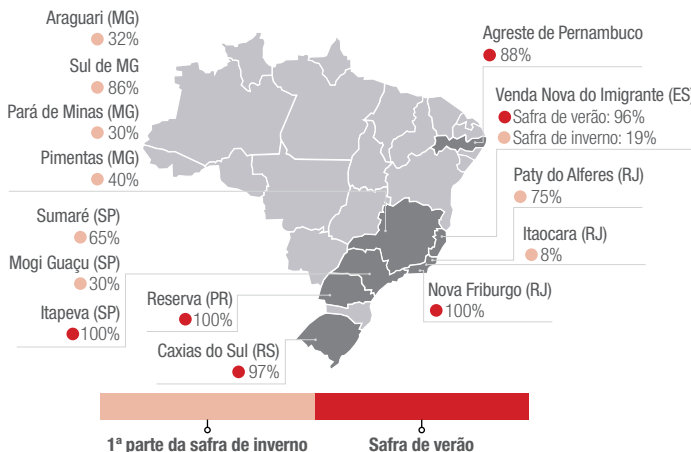 Araguari (MG)
32%
Sul de MG
86%
Pará de Minas (MG)
30%
Pimentas (MG)
40%
Sumaré (SP)
65%
Mogi Guaçu (SP)
30%
Itapeva (SP)
100%
Reserva (PR)
100%
Caxias do Sul (RS)
97%
Agreste de Pernambuco
88%
Venda Nova do Imigrante (ES)
Safra de verão: 96%
Safra de inverno: 19%
Paty do Alferes (RJ)
75%
Itaocara (RJ)
8%
Nova Friburgo (RJ)
100%
1ª parte da safra de inverno
Safra de verão